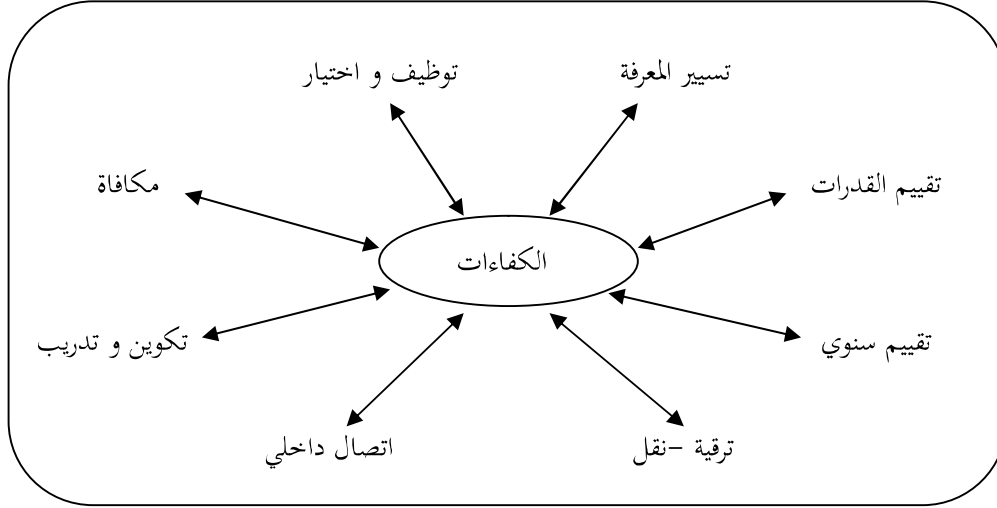 تسيير المعرفة
توظيف و اختيار
تقييم القدرات
مكافاة
الكفاءات
تقييم سنوي
تكوين و تدريب
ترقية –نقل
اتصال داخلي